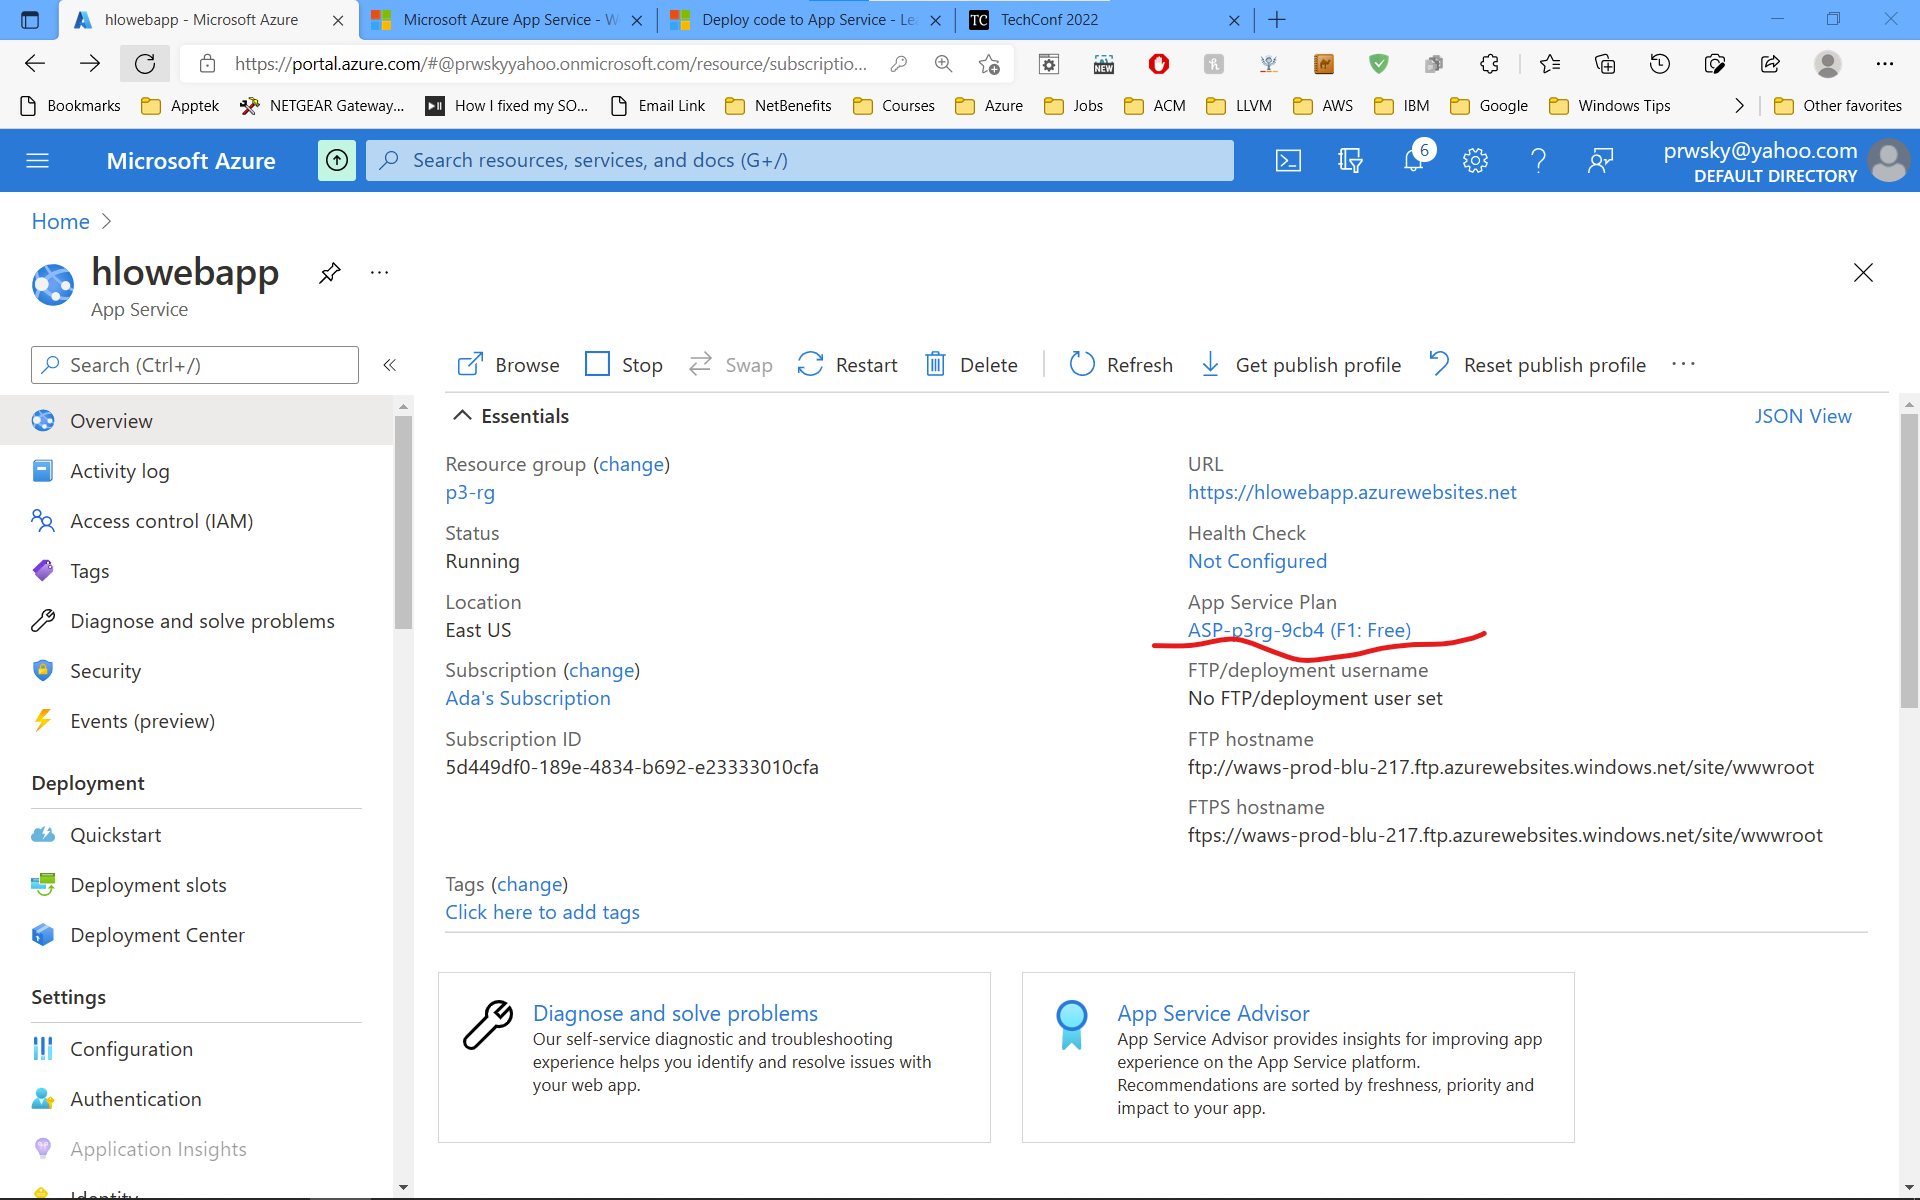 hlowebapp - Microsoft Azure
Microsoft Azure App Service - W
Deploy code to App Service - Le
TC TechConf 2022
https://portal.azure.com/#@prwskyyahoo.onmicrosoft.com/resource/subscriptio...
NEW
Bookmarks Apptek NETGEAR Gateway... How I fixed my SO... Email Link NetBenefits Courses Azure Jobs ACM LLVM AWS IBM Google Windows Tips Other favorites
Microsoft Azure
Search resources, services, and docs (G+/)
6
prwsky@yahoo.com
DEFAULT DIRECTORY
Home
hlowebapp
App Service
Search (Ctrl+/)
Browse Stop Swap Restart Delete Refresh Get publish profile Reset publish profile
Overview
Activity log
Access control (IAM)
Tags
Diagnose and solve problems
Security
Events (preview)
Deployment
Quickstart
Deployment slots
Deployment Center
Settings
Configuration
Authentication
Application Insights
Identity
Essentials
JSON View
Resource group (change)
p3-rg
Status
Running
Location
East US
Subscription (change)
Ada's Subscription
Subscription ID
5d449df0-189e-4834-b692-e23333010cfa
URL
https://hlowebapp.azurewebsites.net
Health Check
Not Configured
App Service Plan
ASP-p3rg-9cb4 (F1: Free)
FTP/deployment username
No FTP/deployment user set
FTP hostname
ftp://waws-prod-blu-217.ftp.azurewebsites.windows.net/site/wwwroot
FTPS hostname
ftps://waws-prod-blu-217.ftp.azurewebsites.windows.net/site/wwwroot
Tags (change)
Click here to add tags
Diagnose and solve problems
Our self-service diagnostic and troubleshooting
experience helps you identify and resolve issues with
your web app.
App Service Advisor
App Service Advisor provides insights for improving app
experience on the App Service platform.
Recommendations are sorted by freshness, priority and
impact to your app.